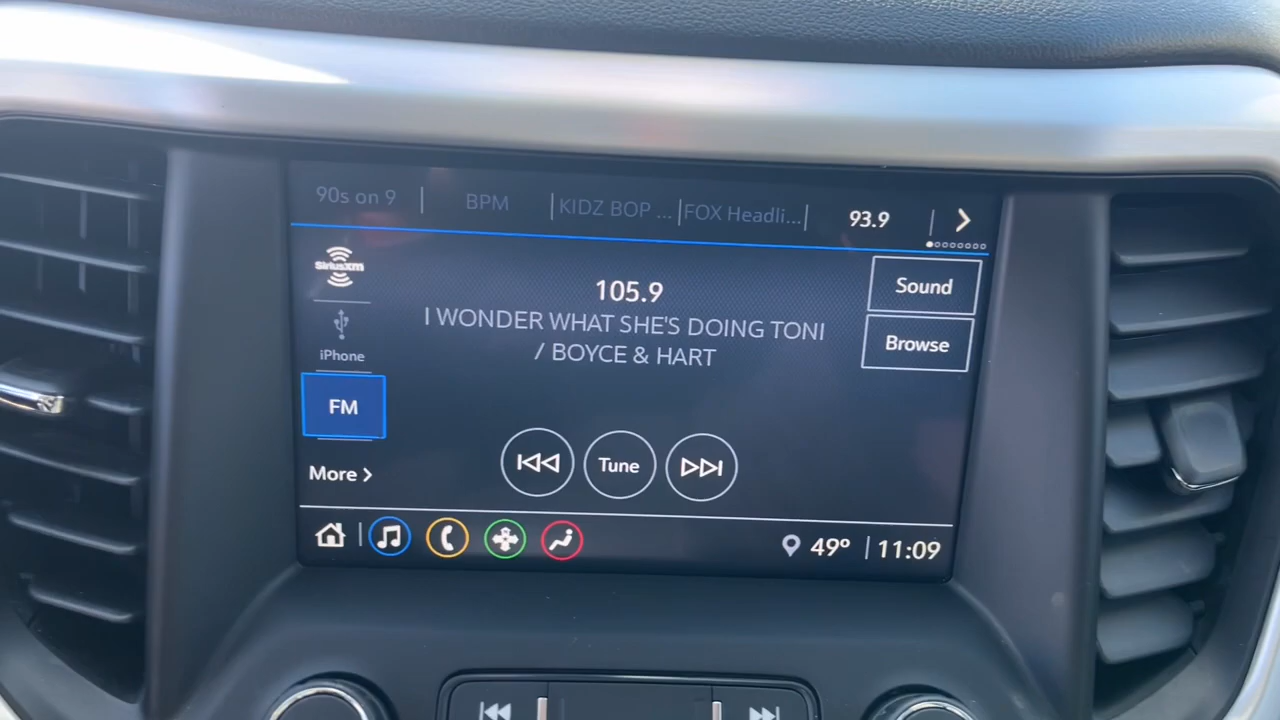 90s on 9 | BPM | KIDZ BOP ... | FOX Headli... | 93.9
SiriusXM
iPhone
FM
More
105.9
I WONDER WHAT SHE'S DOING TONI
/ BOYCE & HART
Sound
Browse
Tune
49° | 11:09